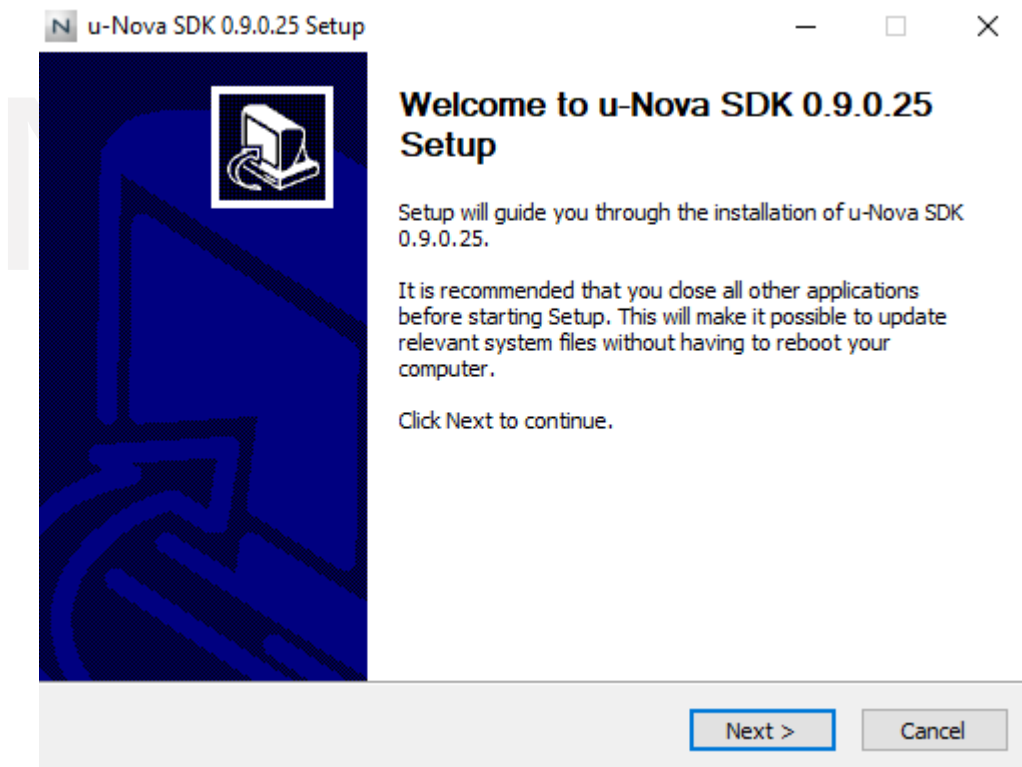 N u-Nova SDK 0.9.0.25 Setup
Welcome to u-Nova SDK 0.9.0.25
Setup
Setup will guide you through the installation of u-Nova SDK
0.9.0.25.
It is recommended that you close all other applications
before starting Setup. This will make it possible to update
relevant system files without having to reboot your
computer.
Click Next to continue.
Next >
Cancel